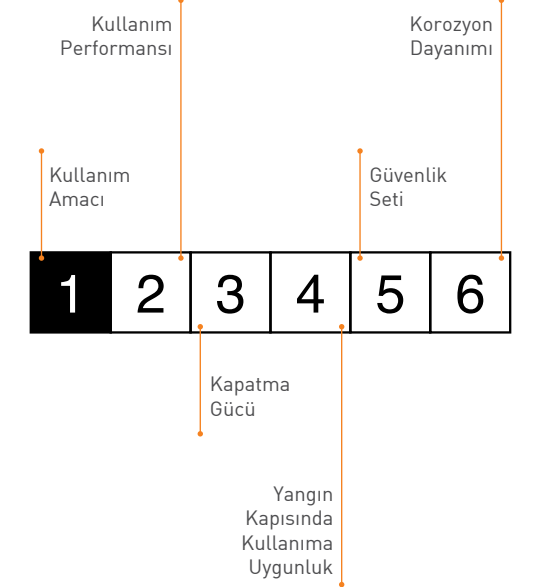 Kullanım
Performansı
Korozyon
Dayanımı
Kullanım
Amacı
Güvenlik
Seti
1 2 3 4 5 6
Kapatma
Gücü
Yangın
Kapısında
Kullanıma
Uygunluk